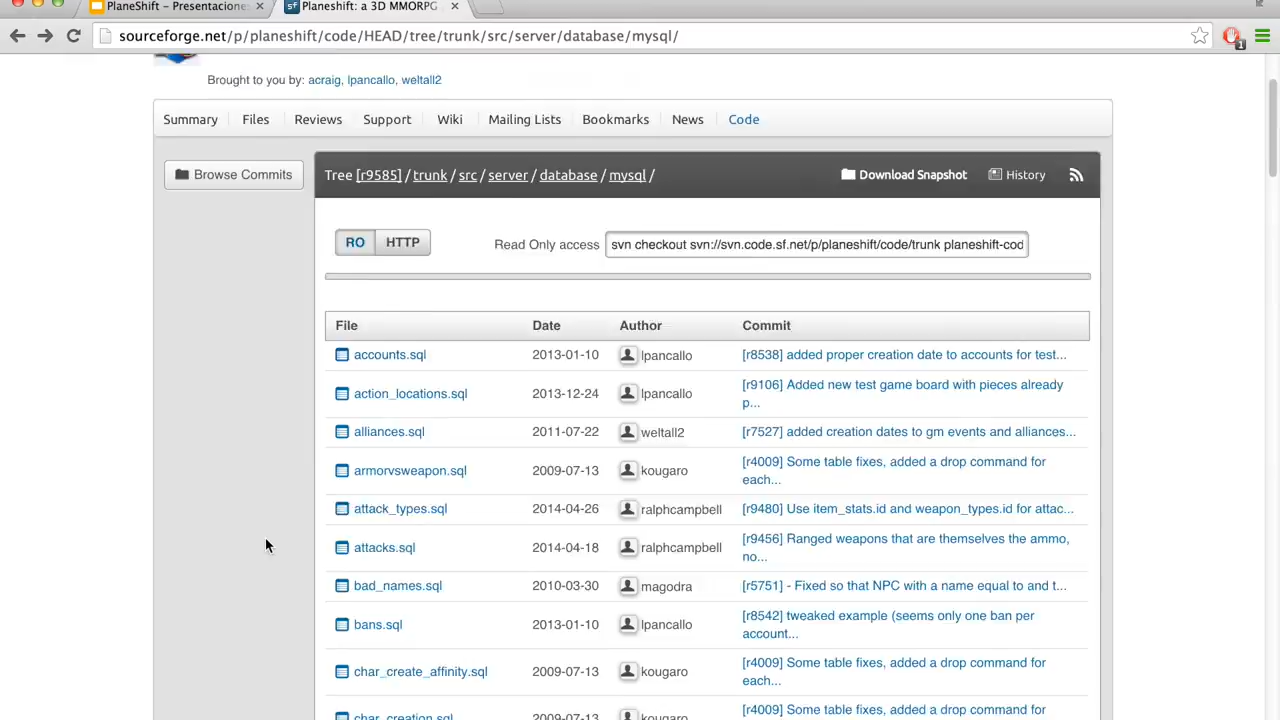 PlaneShift – Presentacione
Planeshift: a 3D MMORPG
sourceforge.net/p/planeshift/code/HEAD/tree/trunk/src/server/database/mysql/
1
Brought to you by: acraig, lpancallo, weltall2
Summary Files Reviews Support Wiki Mailing Lists Bookmarks News Code
Browse Commits
Tree [r9585] / trunk / src / server / database / mysql /
Download Snapshot History
RO HTTP
Read Only access svn checkout svn://svn.code.sf.net/p/planeshift/code/trunk planeshift-cod
File Date Author Commit
accounts.sql 2013-01-10 lpancallo [r8538] added proper creation date to accounts for test...
action_locations.sql 2013-12-24 lpancallo [r9106] Added new test game board with pieces already
p...
alliances.sql 2011-07-22 weltall2 [r7527] added creation dates to gm events and alliances...
armorvsweapon.sql 2009-07-13 kougaro [r4009] Some table fixes, added a drop command for
each...
attack_types.sql 2014-04-26 ralphcampbell [r9480] Use item_stats.id and weapon_types.id for attac...
attacks.sql 2014-04-18 ralphcampbell [r9456] Ranged weapons that are themselves the ammo,
no...
bad_names.sql 2010-03-30 magodra [r5751] - Fixed so that NPC with a name equal to and t...
bans.sql 2013-01-10 lpancallo [r8542] tweaked example (seems only one ban per
account...
char_create_affinity.sql 2009-07-13 kougaro [r4009] Some table fixes, added a drop command for
each...
char_creation.sql 2009-07-13 kougaro [r4009] Some table fixes, added a drop command for